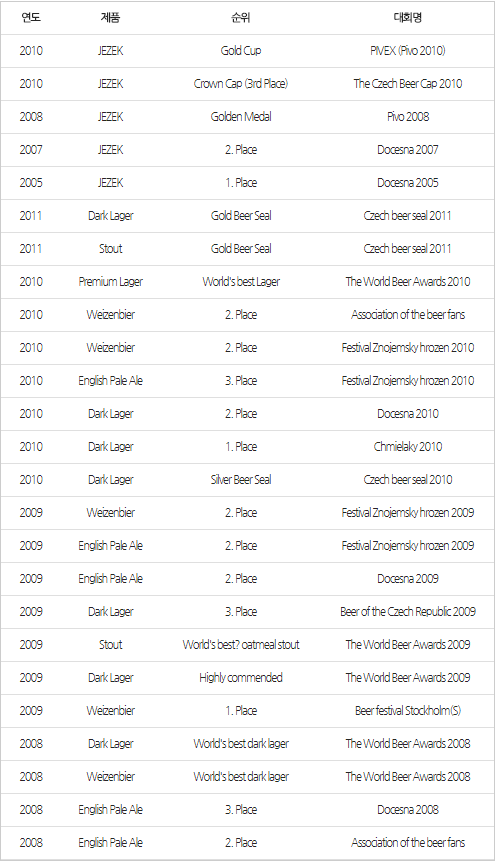 연도 제품 순위 대회명
2010 JEZEK Gold Cup PIVEX (Pivo 2010)
2010 JEZEK Crown Cap (3rd Place) The Czech Beer Cap 2010
2008 JEZEK Golden Medal Pivo 2008
2007 JEZEK 2. Place Docesna 2007
2005 JEZEK 1. Place Docesna 2005
2011 Dark Lager Gold Beer Seal Czech beer seal 2011
2011 Stout Gold Beer Seal Czech beer seal 2011
2010 Premium Lager World's best Lager The World Beer Awards 2010
2010 Weizenbier 2. Place Association of the beer fans
2010 Weizenbier 2. Place Festival Znojemsky hrozen 2010
2010 English Pale Ale 3. Place Festival Znojemsky hrozen 2010
2010 Dark Lager 2. Place Docesna 2010
2010 Dark Lager 1. Place Chmielaky 2010
2010 Dark Lager Silver Beer Seal Czech beer seal 2010
2009 Weizenbier 2. Place Festival Znojemsky hrozen 2009
2009 English Pale Ale 2. Place Festival Znojemsky hrozen 2009
2009 English Pale Ale 2. Place Docesna 2009
2009 Dark Lager 3. Place Beer of the Czech Republic 2009
2009 Stout World's best? oatmeal stout The World Beer Awards 2009
2009 Dark Lager Highly commended The World Beer Awards 2009
2009 Weizenbier 1. Place Beer festival Stockholm(S)
2008 Dark Lager World's best dark lager The World Beer Awards 2008
2008 Weizenbier World's best dark lager The World Beer Awards 2008
2008 English Pale Ale 3. Place Docesna 2008
2008 English Pale Ale 2. Place Association of the beer fans